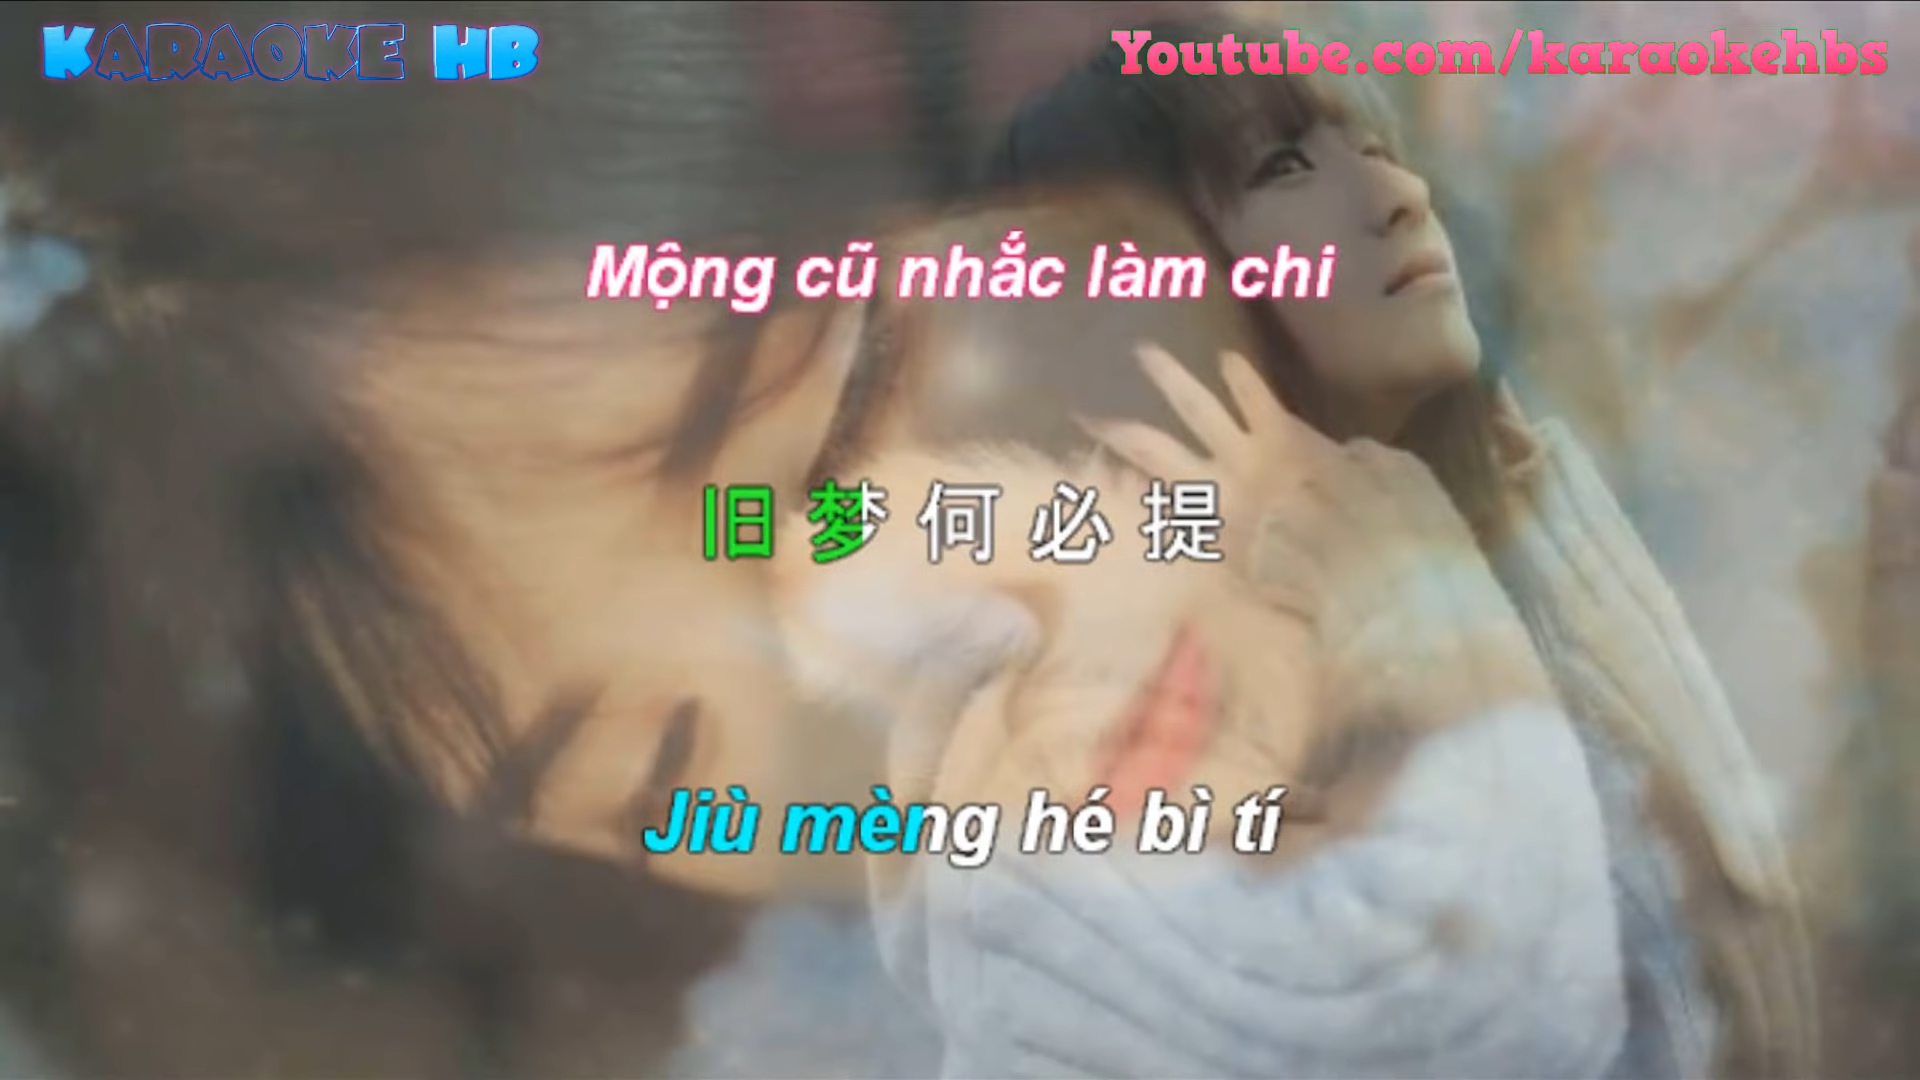 KARAOKE HB
Youtube.com/karaokehbs
Mộng cũ nhắc làm chi
旧梦何必提
Jiù mèng hé bì tí